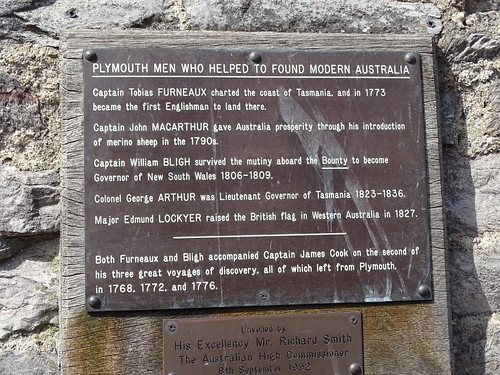 PLYMOUTH MEN WHO HELPED TO FOUND MODERN AUSTRALIA
Captain Tobias FURNEAUX charted the coast of Tasmania, and in 1773
became the first Englishman to land there.
Captain John MACARTHUR gave Australia prosperity through his introduction
of merino sheep in the 1790s.
Captain William BLIGH survived the mutiny aboard the Bounty to become
Governor of New South Wales 1806-1809.
Colonel George ARTHUR was Lieutenant Governor of Tasmania 1823-1836.
Major Edmund LOCKYER raised the British flag in Western Australia in 1827.
Both Furneaux and Bligh accompanied Captain James Cook on the second of
his three great voyages of discovery, all of which left from Plymouth,
in 1768, 1772, and 1776.
Unveiled by
His Excellency Mr. Richard Smith
The Australian High Commissioner
8th September 1992